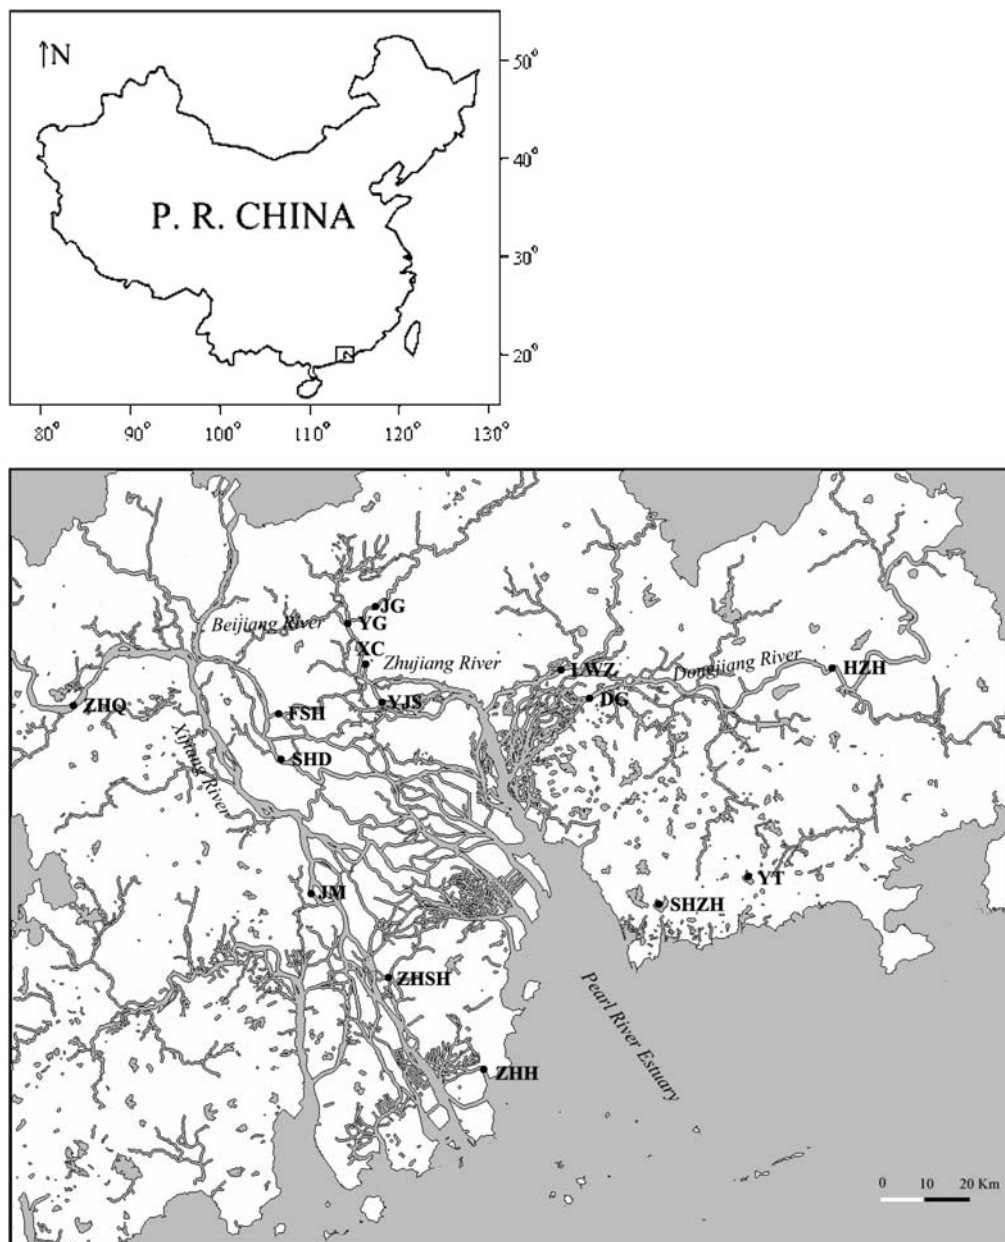 ↑N
50°
40°
P. R. CHINA
30°
20°
80° 90° 100° 110° 120° 130°
JG
Beijiang River
YG
XC
Zhujiang River
LWZ
Dongjiang River
HZH
ZHQ
FSH
YJS
DG
Xijiang River
SHD
YT
JM
SHZH
ZHSH
Pearl River Estuary
ZHH
0 10 20 Km